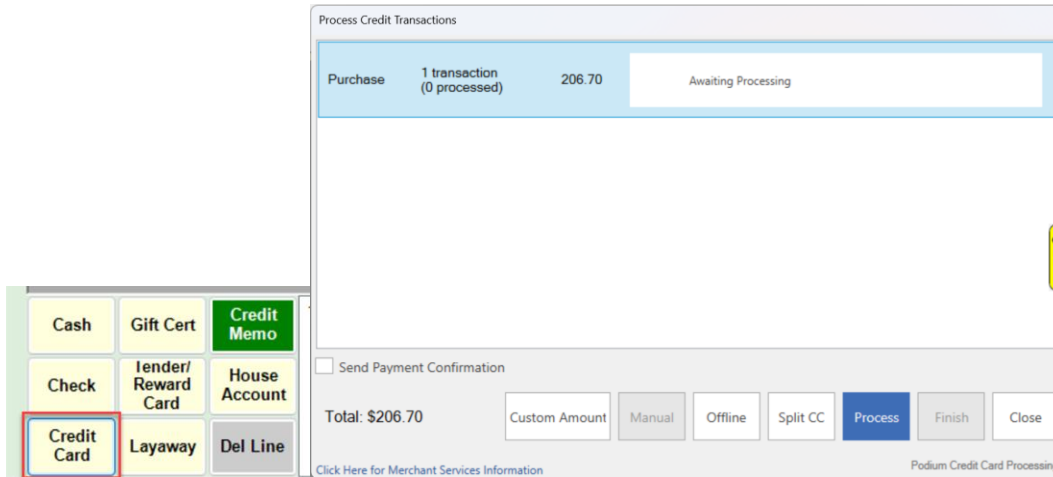 Process Credit Transactions
Purchase
1 transaction
(0 processed)
206.70
Awaiting Processing
Cash
Gift Cert
Credit
Memo
Check
Tender/
Reward
Card
House
Account
Credit
Card
Layaway
Del Line
Send Payment Confirmation
Total: $206.70
Custom Amount
Manual
Offline
Split CC
Process
Finish
Close
Click Here for Merchant Services Information
Podium Credit Card Processin